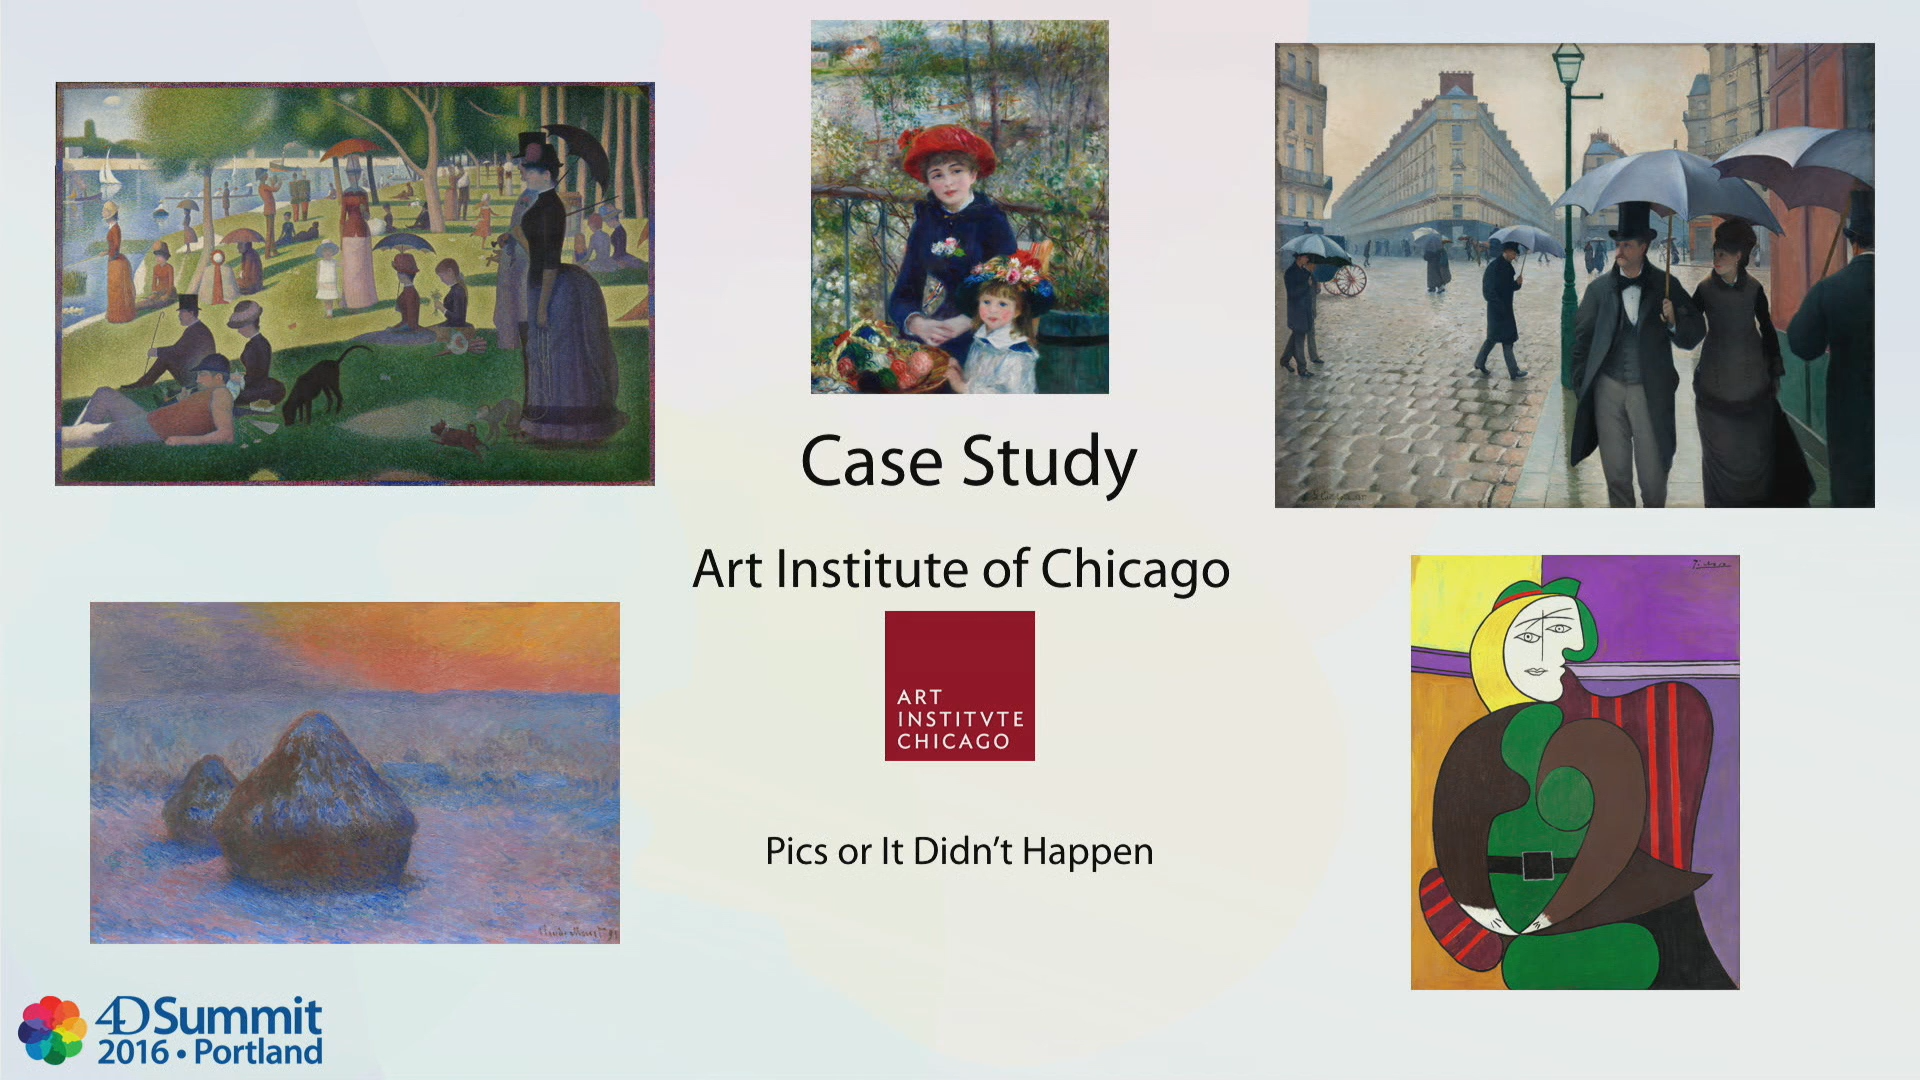 Case Study
Art Institute of Chicago
ART
INSTITVTE
CHICAGO
Pics or It Didn’t Happen
4D Summit
2016 • Portland